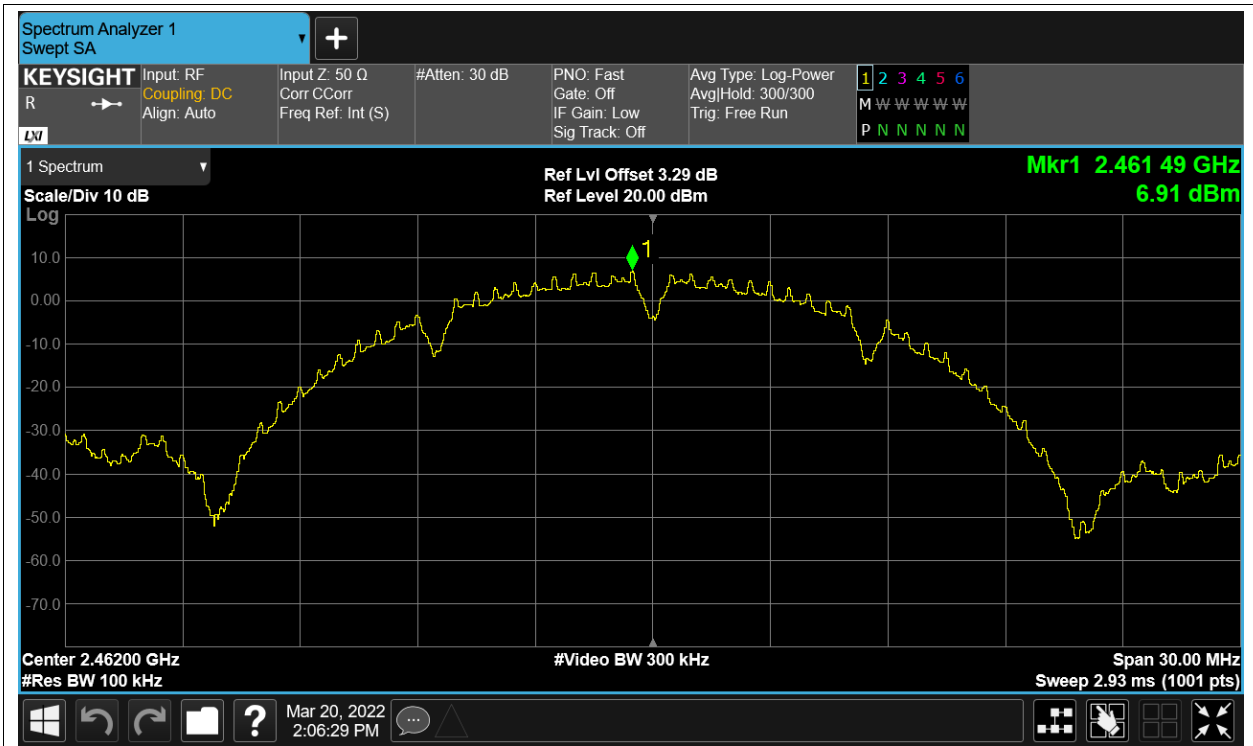 Spectrum Analyzer 1
Swept SA
+
KEYSIGHT
R
LXI
Input: RF
Coupling: DC
Align: Auto
Input Z: 50 Ω
Corr CCorr
Freq Ref: Int (S)
#Atten: 30 dB
PNO: Fast
Gate: Off
IF Gain: Low
Sig Track: Off
Avg Type: Log-Power
Avg|Hold: 300/300
Trig: Free Run
1 2 3 4 5 6
M W W W W W
P N N N N N
1 Spectrum
Scale/Div 10 dB
Ref Lvl Offset 3.29 dB
Ref Level 20.00 dBm
Mkr1 2.461 49 GHz
6.91 dBm
Log
1
10.0
0.00
-10.0
-20.0
-30.0
-40.0
-50.0
-60.0
-70.0
Center 2.46200 GHz
#Video BW 300 kHz
Span 30.00 MHz
#Res BW 100 kHz
Sweep 2.93 ms (1001 pts)
?
Mar 20, 2022
2:06:29 PM